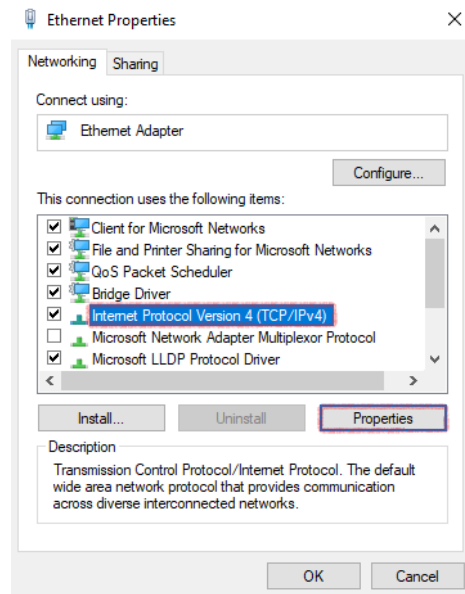 Ethernet Properties
Networking
Sharing
Connect using:
Ethernet Adapter
Configure...
This connection uses the following items:
Client for Microsoft Networks
File and Printer Sharing for Microsoft Networks
QoS Packet Scheduler
Bridge Driver
Internet Protocol Version 4 (TCP/IPv4)
Microsoft Network Adapter Multiplexor Protocol
Microsoft LLDP Protocol Driver
Install...
Uninstall
Properties
Description
Transmission Control Protocol/Internet Protocol. The default
wide area network protocol that provides communication
across diverse interconnected networks.
OK
Cancel